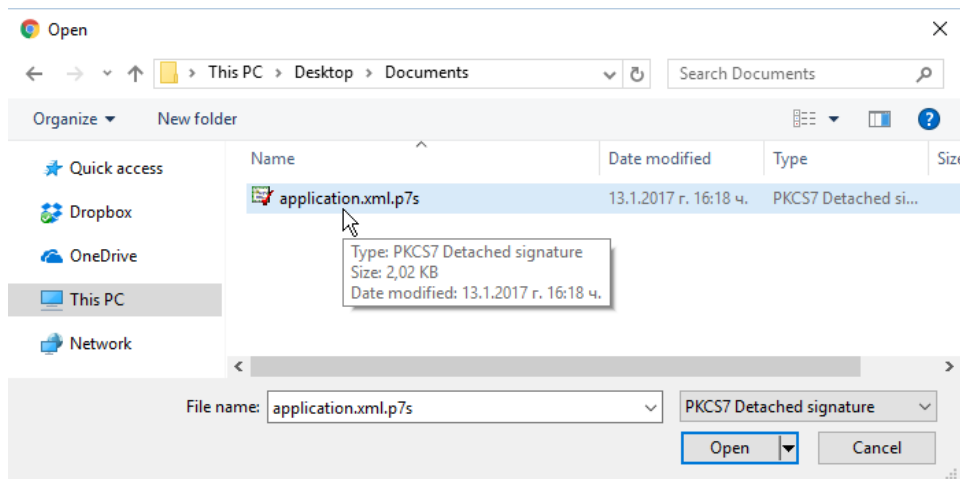 Open
This PC > Desktop > Documents
Search Documents
Organize
New folder
?
Name
Date modified
Type
Size
Quick access
application.xml.p7s
13.1.2017 г. 16:18 ч.
PKCS7 Detached si...
Dropbox
OneDrive
This PC
Network
Type: PKCS7 Detached signature
Size: 2,02 KB
Date modified: 13.1.2017 г. 16:18 ч.
File name:
application.xml.p7s
PKCS7 Detached signature
Open
Cancel